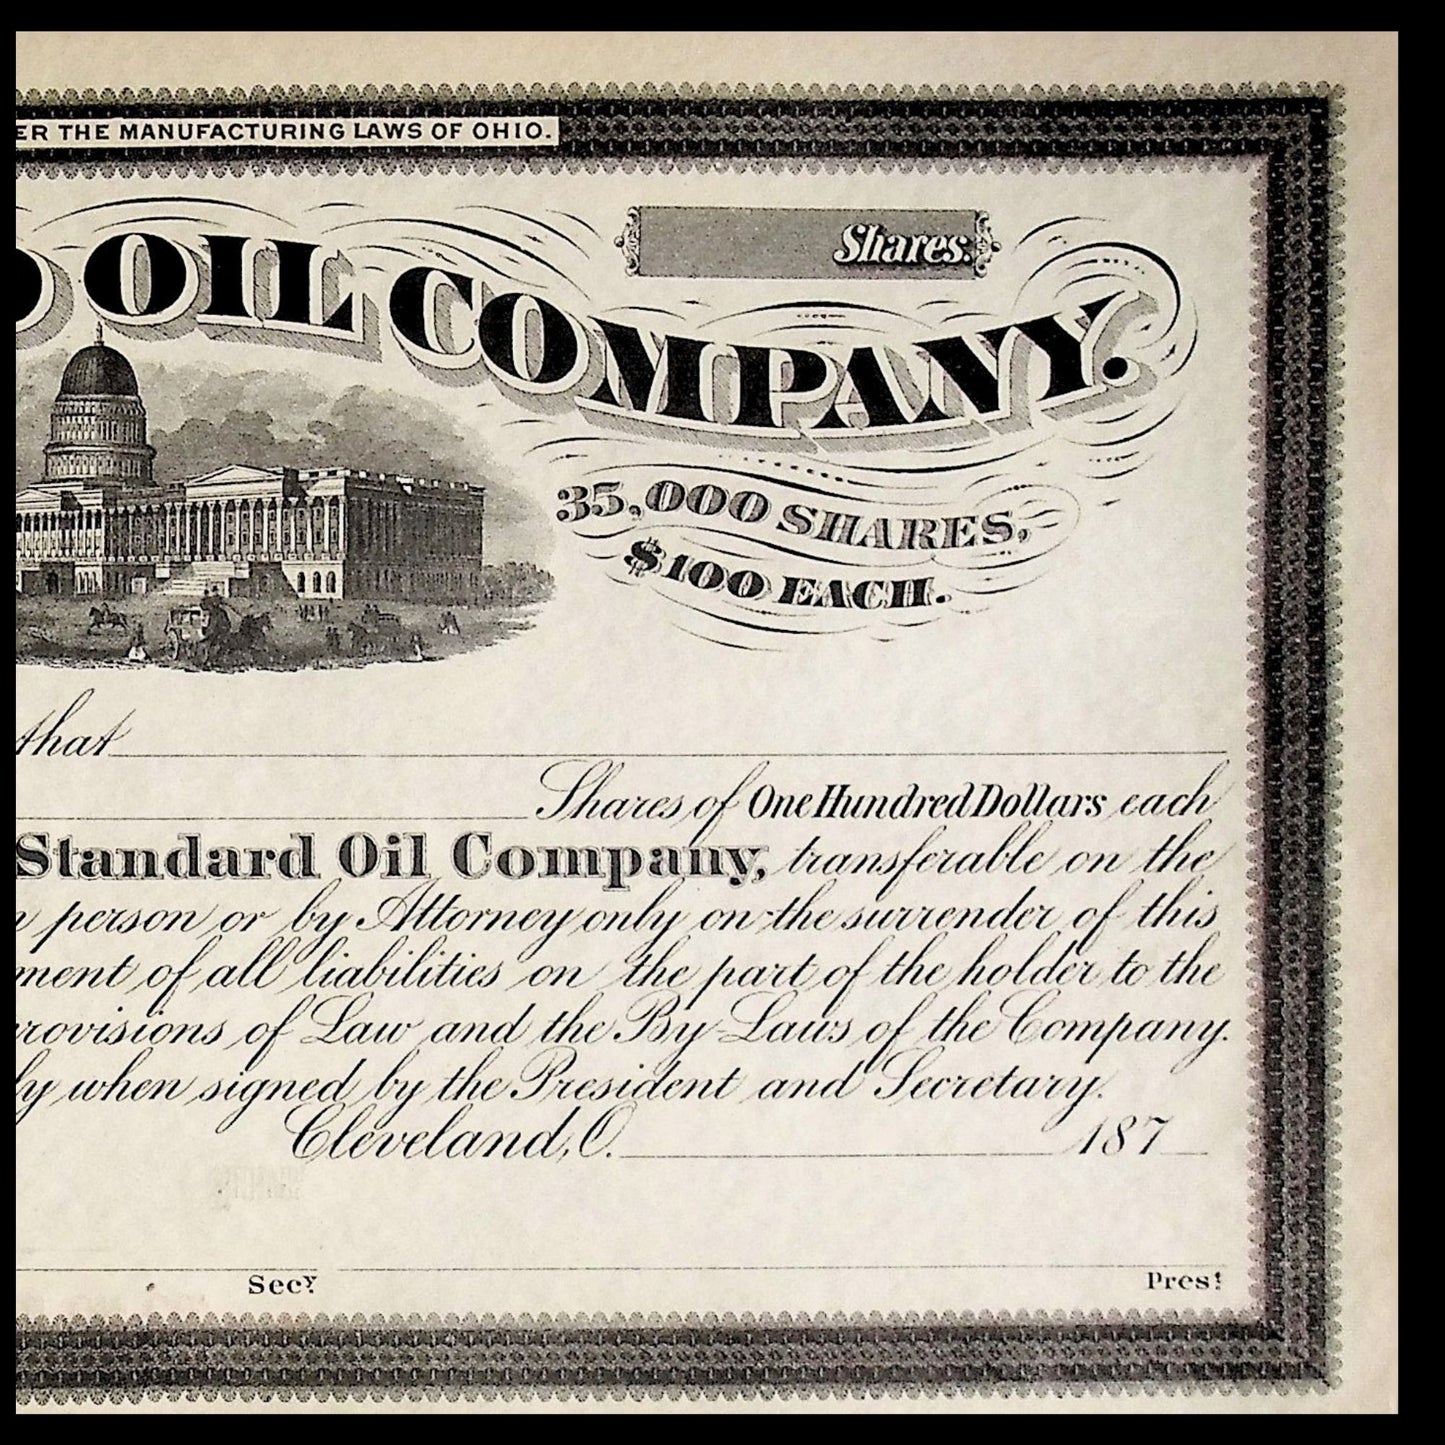 ER THE MANUFACTURING LAWS OF OHIO.
Shares.
OIL COMPANY.
35,000 SHARES,
$100 EACH.
that
Shares of One Hundred Dollars each
Standard Oil Company, transferable on the
person or by Attorney only on the surrender of this
ment of all liabilities on the part of the holder to the
rovisions of Law and the By-Laws of the Company.
ly when signed by the President and Secretary.
Cleveland, O. 187
Secy. Prest